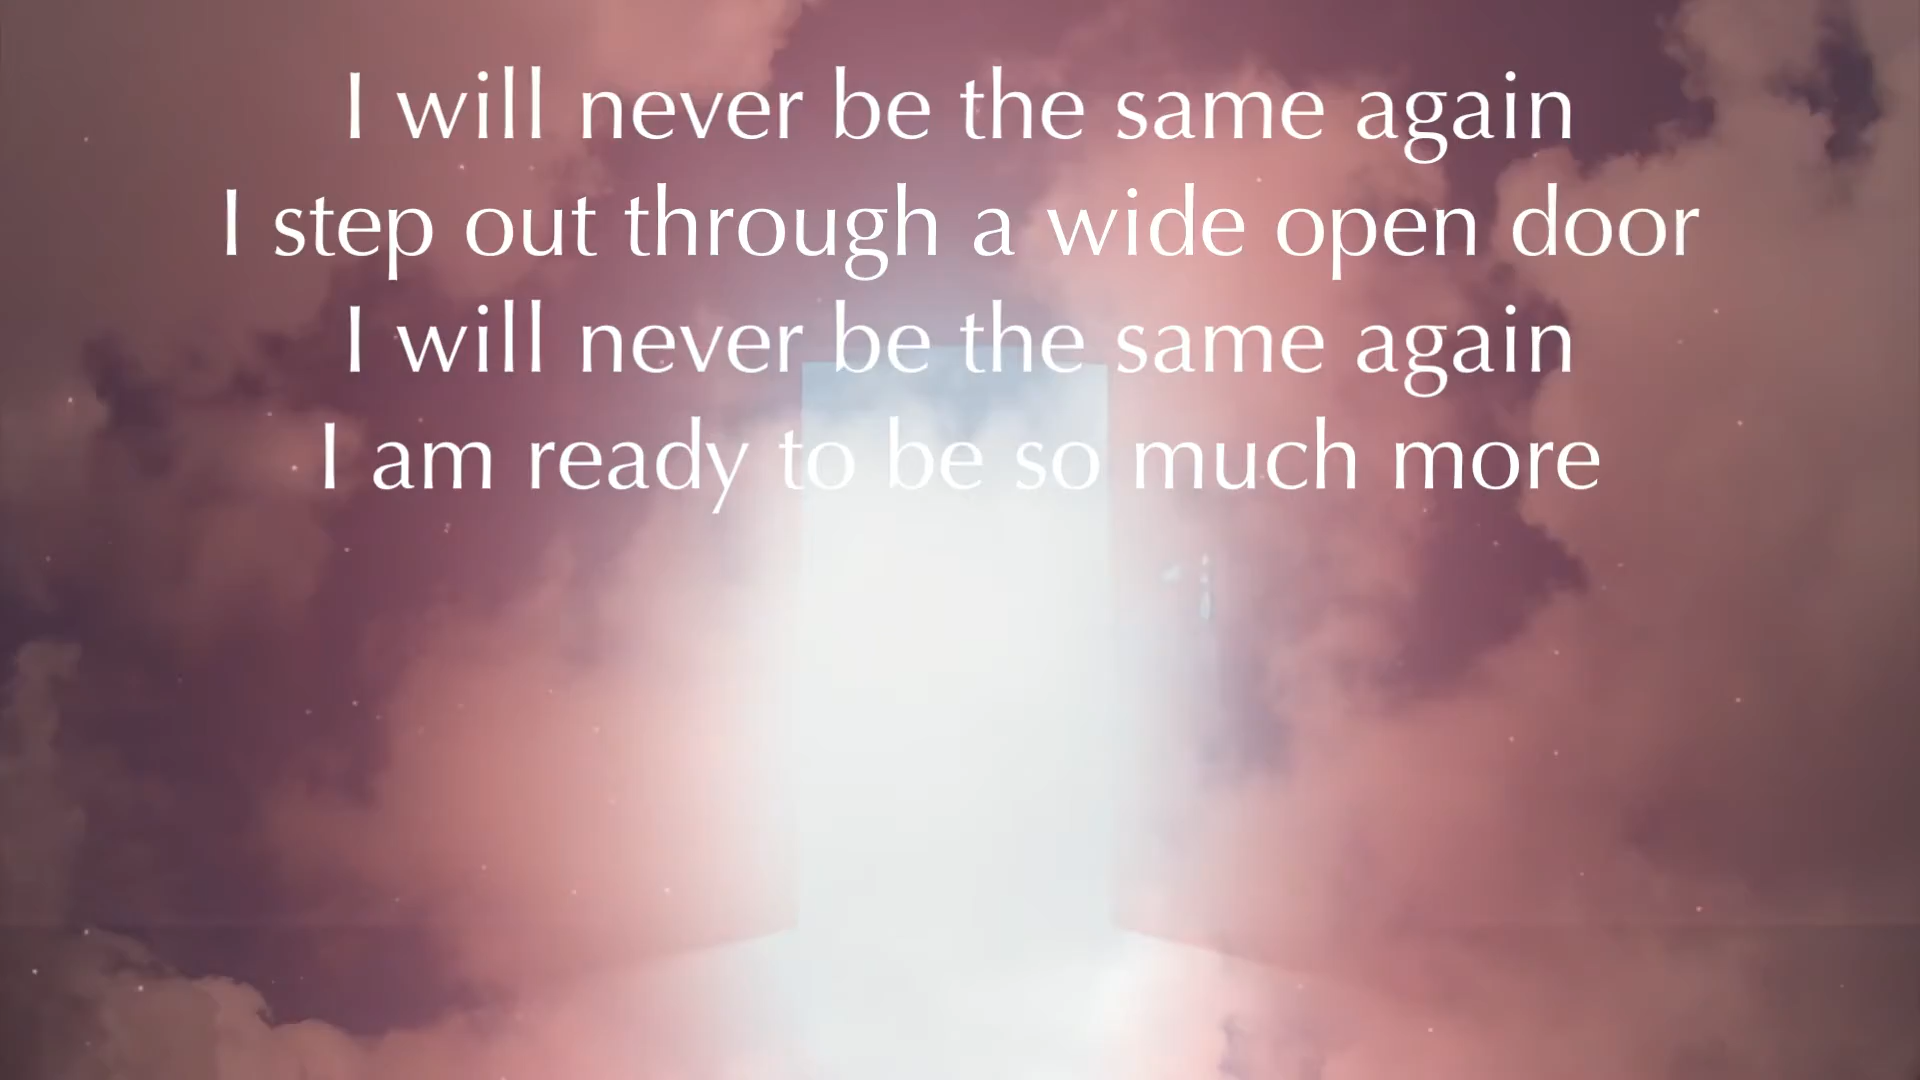 I will never be the same again
I step out through a wide open door
I will never be the same again
I am ready to be so much more